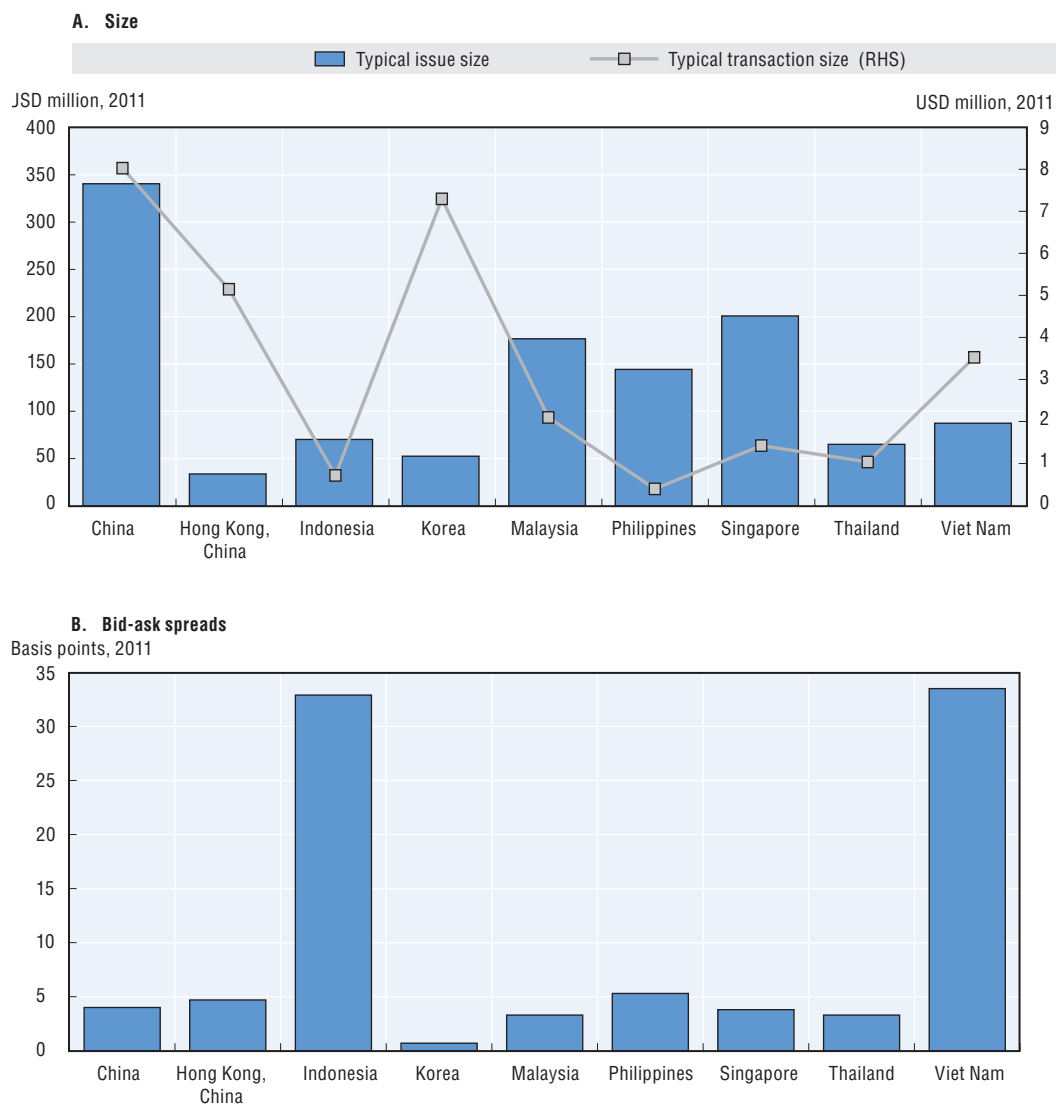 A. Size
Typical issue size Typical transaction size (RHS)
JSD million, 2011 USD million, 2011
400 9
350 8
300 7
250 6
200 5
150 4
100 3
50 2
0 1
0
China Hong Kong, Indonesia Korea Malaysia Philippines Singapore Thailand Viet Nam
China
B. Bid-ask spreads
Basis points, 2011
35
30
25
20
15
10
5
0
China Hong Kong, Indonesia Korea Malaysia Philippines Singapore Thailand Viet Nam
China